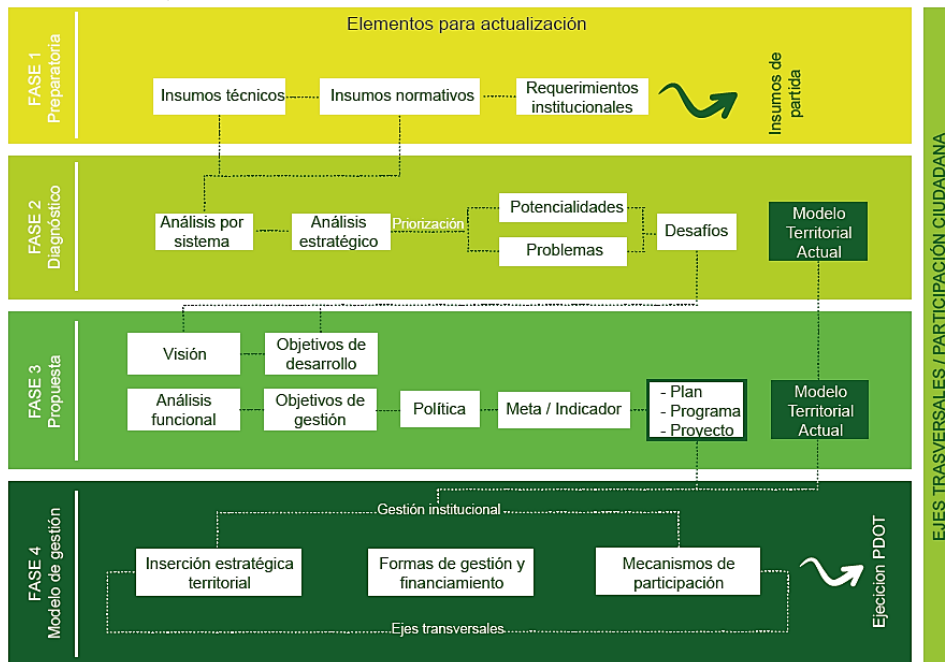 Elementos para actualización
FASE 1
Preparatoria
Insumos técnicos
Insumos normativos
Requerimientos
institucionales
Insumos de
partida
FASE 2
Diagnóstico
Análisis por
sistema
Análisis
estratégico
Priorización
Potencialidades
Problemas
Desafíos
Modelo
Territorial
Actual
FASE 3
Propuesta
Visión
Objetivos de
desarrollo
Análisis
funcional
Objetivos de
gestión
Política
Meta / Indicador
- Plan
- Programa
- Proyecto
Modelo
Territorial
Actual
FASE 4
Modelo de gestión
Gestión institucional
Inserción estratégica
territorial
Formas de gestión y
financiamiento
Mecanismos de
participación
Ejes transversales
Ejecicion PDOT
EJES TRASVERSALES / PARTICIPACIÓN CIUDADANA